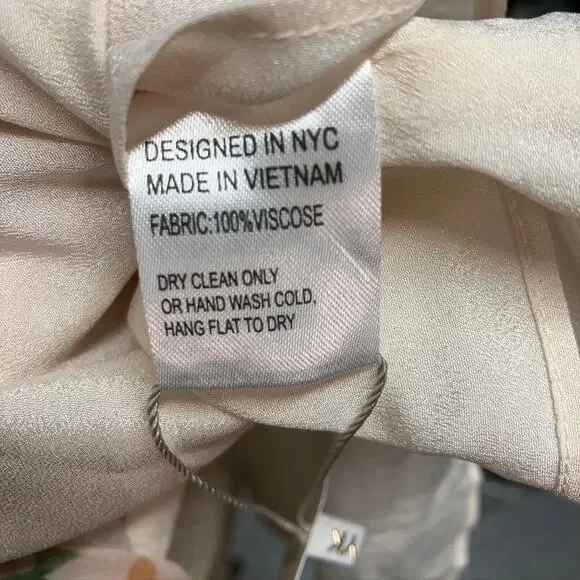 DESIGNED IN NYC
MADE IN VIETNAM
FABRIC:100%VISCOSE
DRY CLEAN ONLY
OR HAND WASH COLD,
HANG FLAT TO DRY